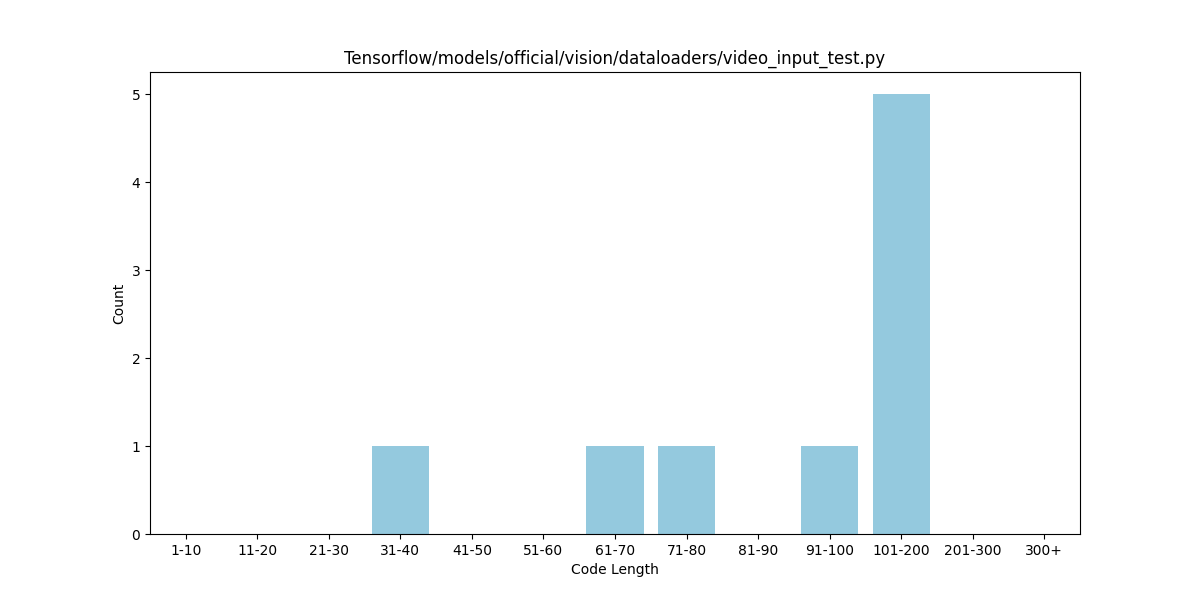 Tensorflow/models/official/vision/dataloaders/video_input_test.py
Count
5
4
3
2
1
0
1-10 11-20 21-30 31-40 41-50 51-60 61-70 71-80 81-90 91-100 101-200 201-300 300+
Code Length